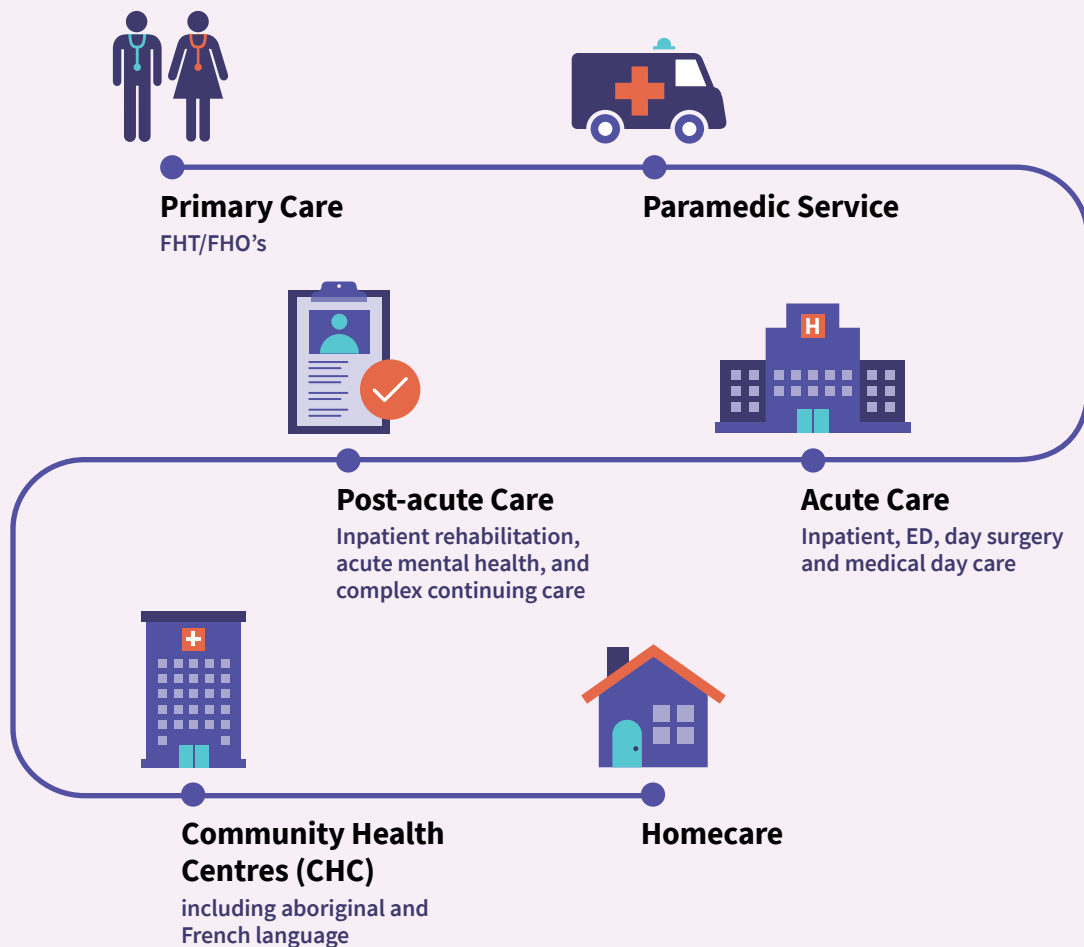 Primary Care
FHT/FHO’s
Paramedic Service
H
Acute Care
Inpatient, ED, day surgery
and medical day care
Post-acute Care
Inpatient rehabilitation,
acute mental health, and
complex continuing care
Community Health
Centres (CHC)
including aboriginal and
French language
Homecare